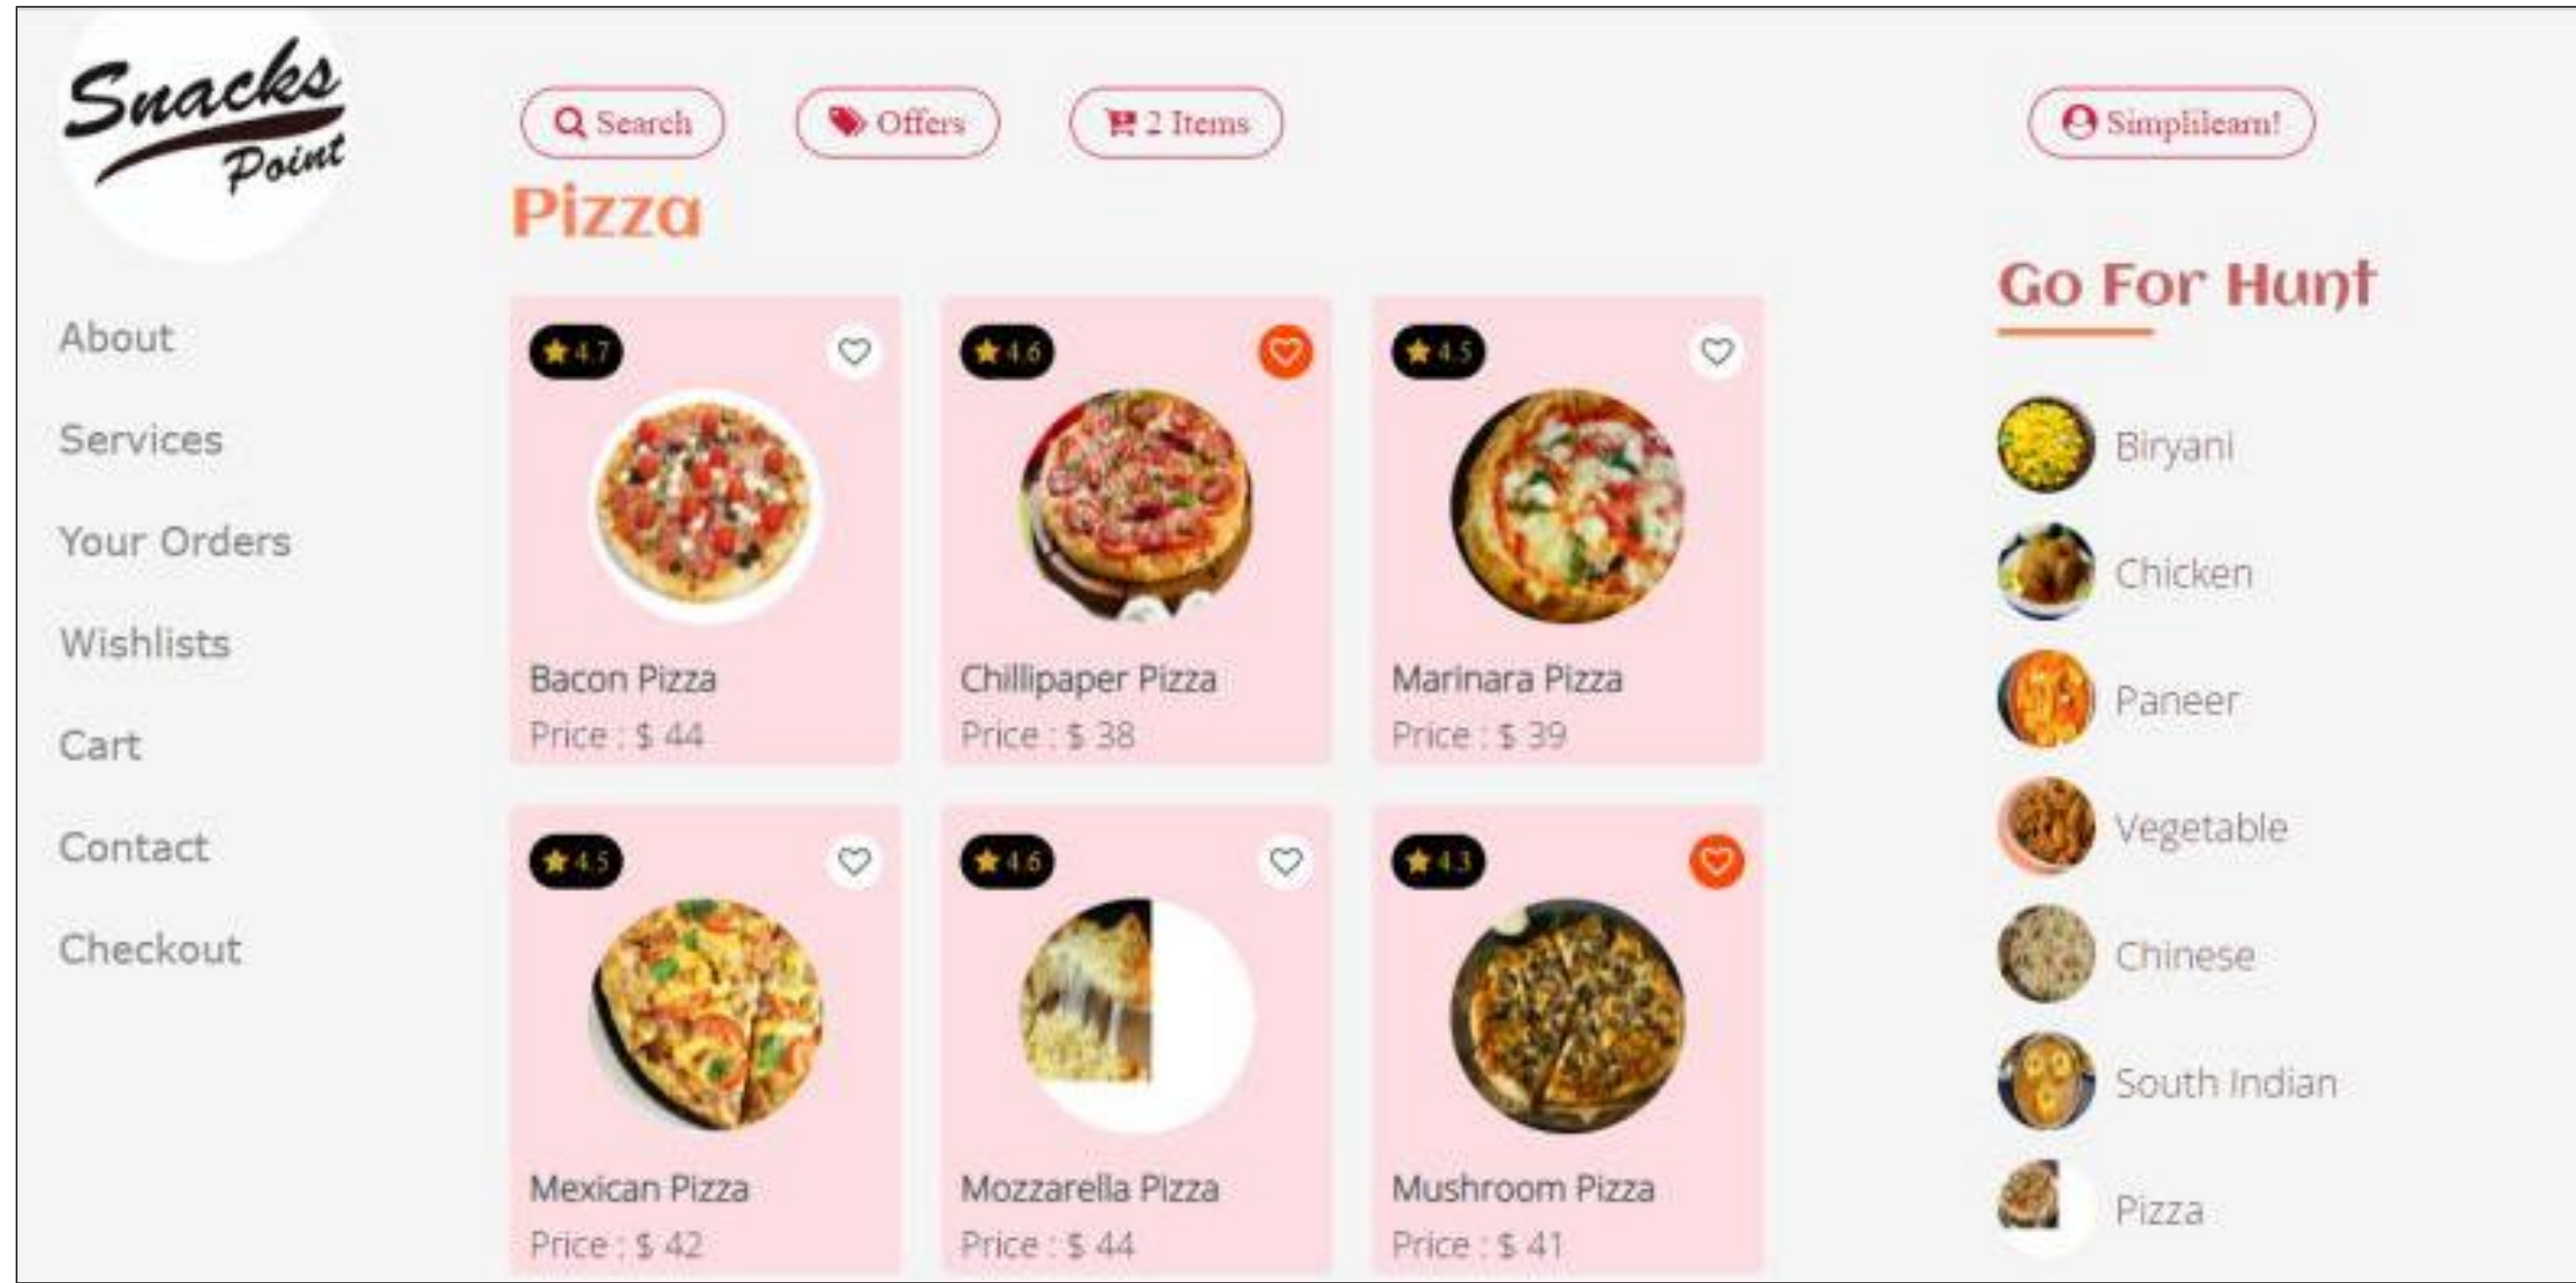 Snacks
Point
Search
Offers
2 Items
Simplilearn!
Pizza
Go For Hunt
About
Services
Your Orders
Wishlists
Cart
Contact
Checkout
4.7
4.6
4.5
Bacon Pizza
Price : $ 44
Chillipaper Pizza
Price : $ 38
Marinara Pizza
Price : $ 39
4.5
4.6
4.3
Mexican Pizza
Price : $ 42
Mozzarella Pizza
Price : $ 44
Mushroom Pizza
Price : $ 41
Biryani
Chicken
Paneer
Vegetable
Chinese
South Indian
Pizza